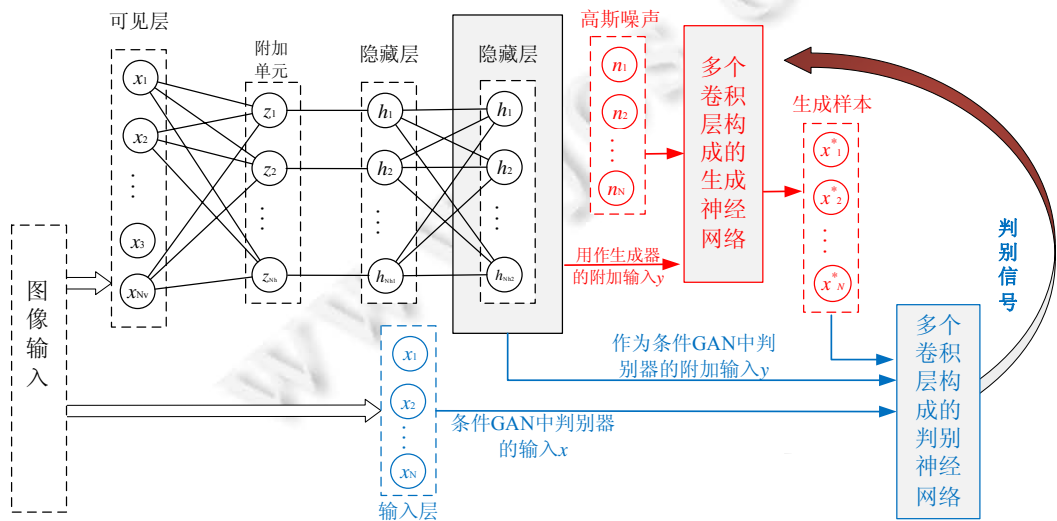 可见层
附加
单元
隐藏层
隐藏层
高斯噪声
x1
x2
⋮
x3
xNv
z1
z2
⋮
zNh
h1
h2
⋮
hNh1
h1
h2
⋮
hNh2
n1
n2
⋮
nN
多个
卷积
层构
成的
生成
神经
网络
生成样本
x*1
x*2
⋮
x*N
判别信号
图像输入
用作生成器
的附加输入y
作为条件GAN中判
别器的附加输入y
x1
x2
⋮
xN
输入层
条件GAN中判别器
的输入x
多个
卷积
层构
成的
判别
神经
网络